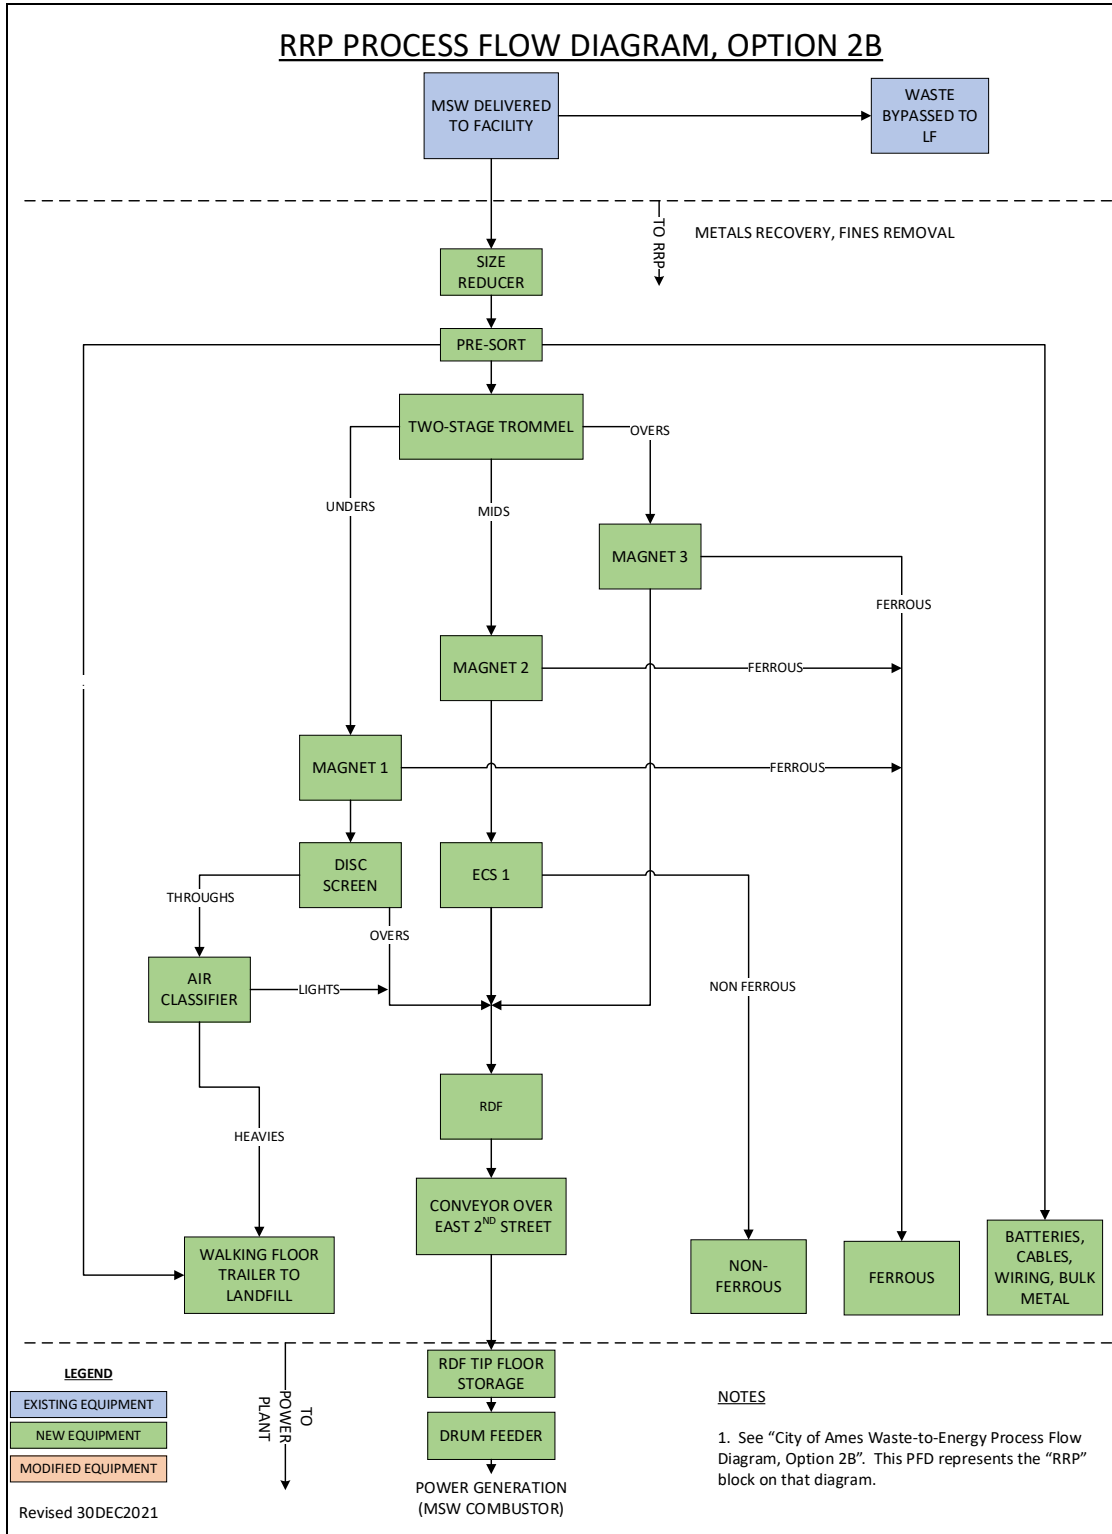 RRP PROCESS FLOW DIAGRAM, OPTION 2B
MSW DELIVERED
TO FACILITY
WASTE
BYPASSED TO
LF
TO RRP
METALS RECOVERY, FINES REMOVAL
SIZE
REDUCER
PRE-SORT
TWO-STAGE TROMMEL
OVERS
UNDERS
MIDS
MAGNET 3
FERROUS
MAGNET 2
FERROUS
MAGNET 1
FERROUS
DISC
SCREEN
ECS 1
THROUGHS
OVERS
AIR
CLASSIFIER
LIGHTS
NON FERROUS
RDF
HEAVIES
CONVEYOR OVER
EAST 2ND STREET
WALKING FLOOR
TRAILER TO
LANDFILL
NON-
FERROUS
FERROUS
BATTERIES,
CABLES,
WIRING, BULK
METAL
LEGEND
EXISTING EQUIPMENT
NEW EQUIPMENT
MODIFIED EQUIPMENT
TO
POWER
PLANT
RDF TIP FLOOR
STORAGE
DRUM FEEDER
POWER GENERATION
(MSW COMBUSTOR)
NOTES
1. See “City of Ames Waste-to-Energy Process Flow
Diagram, Option 2B”. This PFD represents the “RRP”
block on that diagram.
Revised 30DEC2021